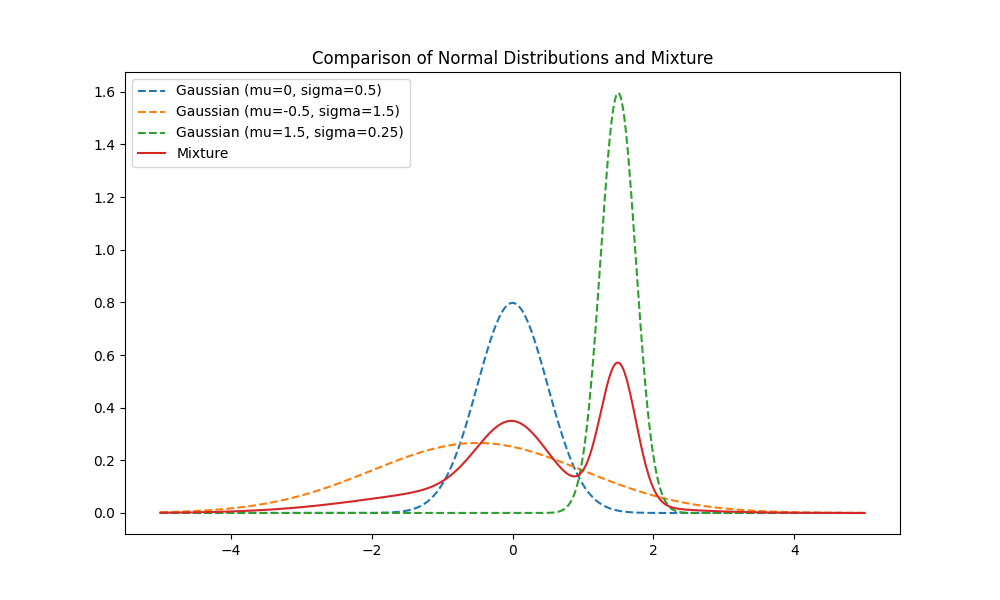 Comparison of Normal Distributions and Mixture
Gaussian (mu=0, sigma=0.5)
Gaussian (mu=-0.5, sigma=1.5)
Gaussian (mu=1.5, sigma=0.25)
Mixture
1.6
1.4
1.2
1.0
0.8
0.6
0.4
0.2
0.0
−4
−2
0
2
4